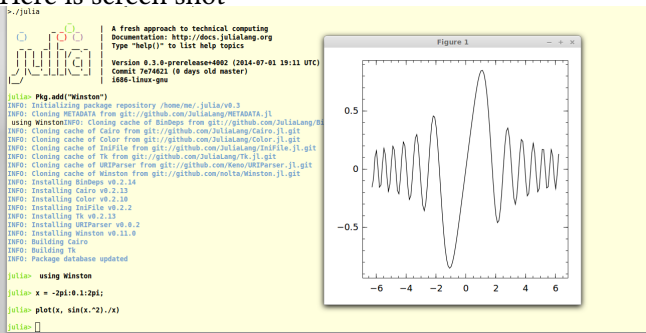 Here is screen shot
>./julia
A fresh approach to technical computing
Documentation: http://docs.julialang.org
Type "help()" to list help topics
Version 0.3.0-prerelease+4002 (2014-07-01 19:11 UTC)
Commit 7e74621 (0 days old master)
i686-linux-gnu
julia> Pkg.add("Winston")
INFO: Initializing package repository /home/me/.julia/v0.3
INFO: Cloning METADATA from git://github.com/JuliaLang/METADATA.jl
using WinstonINFO: Cloning cache of BinDeps from git://github.com/JuliaLang/Bi
INFO: Cloning cache of Cairo from git://github.com/JuliaLang/Cairo.jl.git
INFO: Cloning cache of Color from git://github.com/JuliaLang/Color.jl.git
INFO: Cloning cache of IniFile from git://github.com/JuliaLang/IniFile.jl.git
INFO: Cloning cache of Tk from git://github.com/JuliaLang/Tk.jl.git
INFO: Cloning cache of URIParser from git://github.com/Keno/URIParser.jl.git
INFO: Cloning cache of Winston from git://github.com/nolta/Winston.jl.git
INFO: Installing BinDeps v0.2.14
INFO: Installing Cairo v0.2.13
INFO: Installing Color v0.2.10
INFO: Installing IniFile v0.2.2
INFO: Installing Tk v0.2.13
INFO: Installing URIParser v0.0.2
INFO: Installing Winston v0.11.0
INFO: Building Cairo
INFO: Building Tk
INFO: Package database updated
julia>  using Winston
julia> x = -2pi:0.1:2pi;
julia> plot(x, sin(x.^2)./x)
julia>
Figure 1
0.5
0
−0.5
−6 −4 −2 0 2 4 6